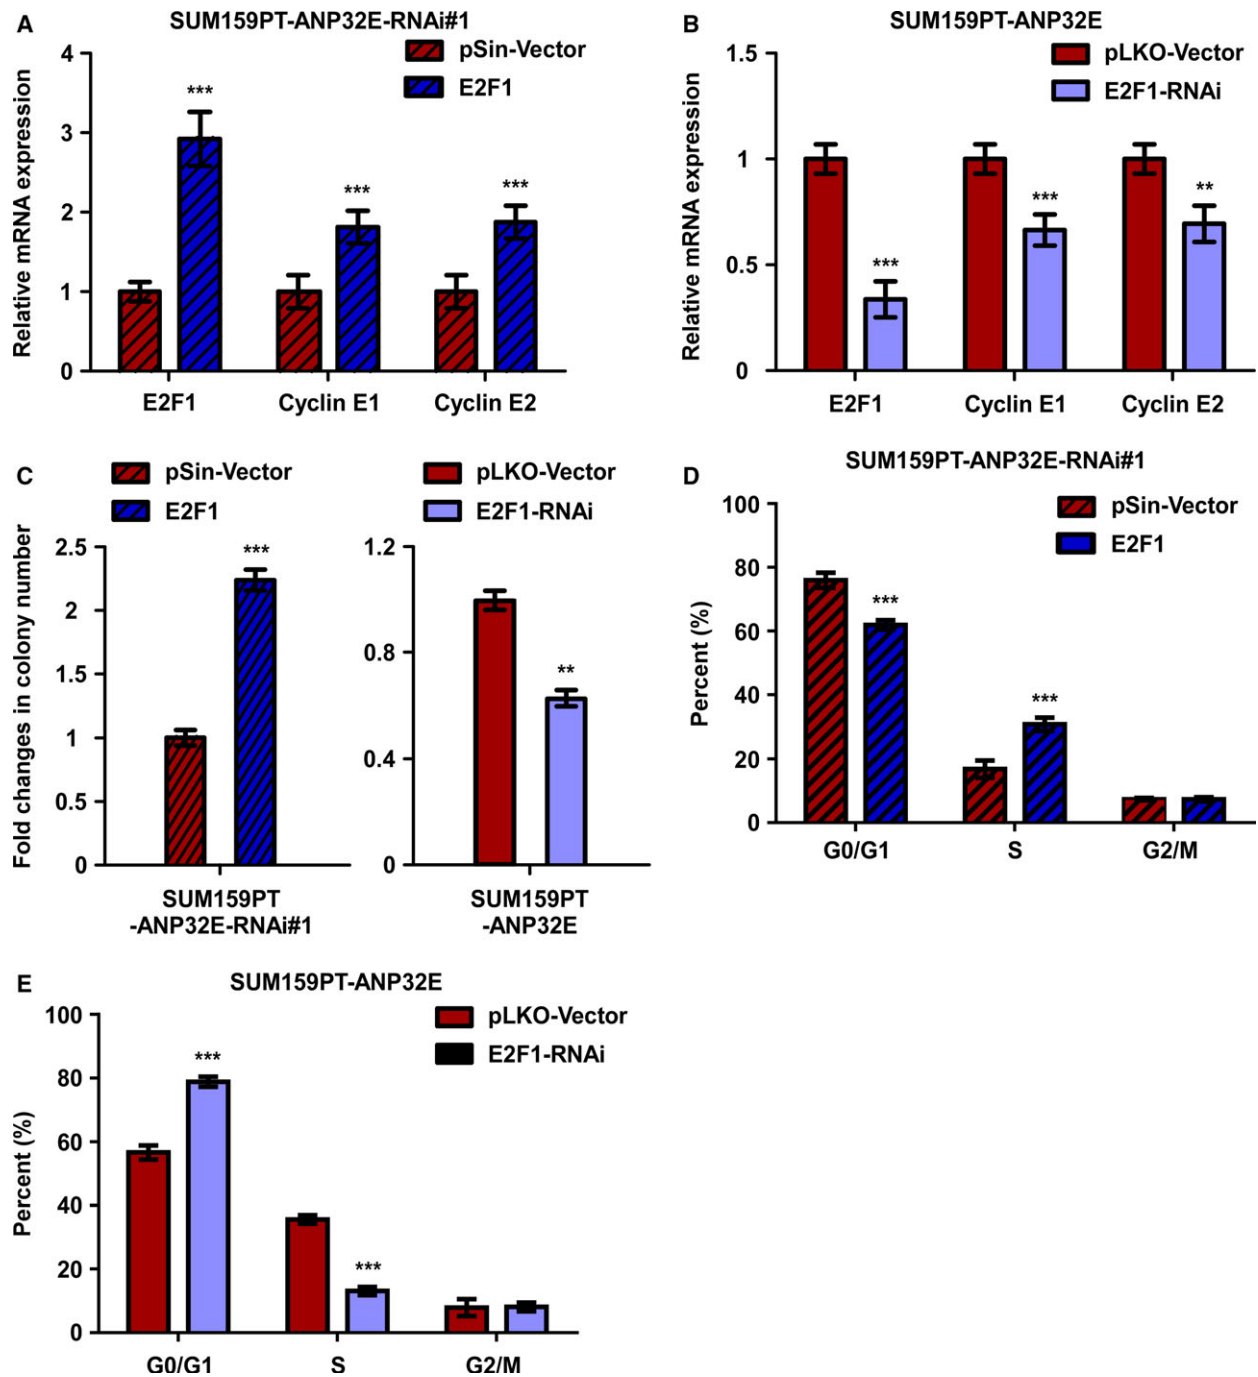 A
SUM159PT-ANP32E-RNAi#1
pSin-Vector
E2F1
Relative mRNA expression
4
3
2
1
0
***
***
***
E2F1 Cyclin E1 Cyclin E2
B
SUM159PT-ANP32E
pLKO-Vector
E2F1-RNAi
Relative mRNA expression
1.5
1
0.5
0
***
***
**
E2F1 Cyclin E1 Cyclin E2
C
pSin-Vector
E2F1
Fold changes in colony number
2.5
2
1.5
1
0.5
0
***
SUM159PT
-ANP32E-RNAi#1
pLKO-Vector
E2F1-RNAi
1.2
0.8
0.4
0
**
SUM159PT
-ANP32E
D
SUM159PT-ANP32E-RNAi#1
pSin-Vector
E2F1
Percent (%)
100
80
60
40
20
0
***
***
G0/G1 S G2/M
E
SUM159PT-ANP32E
pLKO-Vector
E2F1-RNAi
Percent (%)
100
80
60
40
20
0
***
***
G0/G1 S G2/M